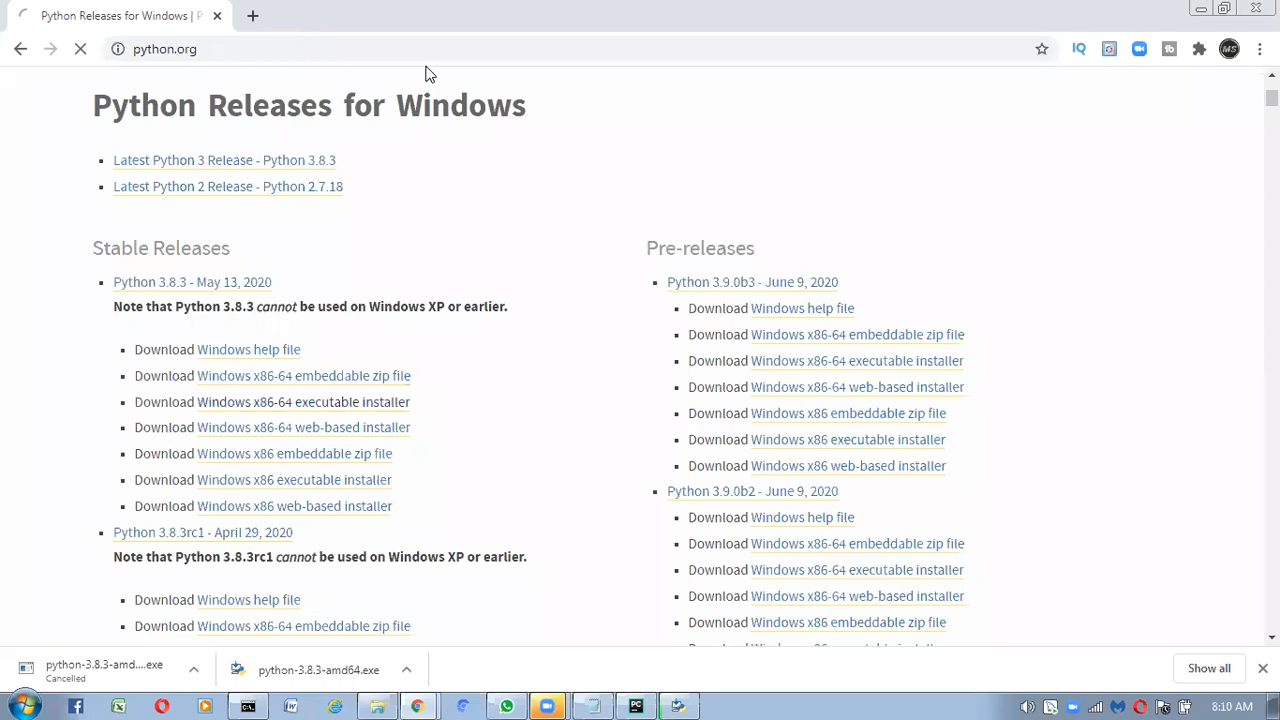 Python Releases for Windows | P
python.org
Python Releases for Windows
Latest Python 3 Release - Python 3.8.3
Latest Python 2 Release - Python 2.7.18
Stable Releases
Python 3.8.3 - May 13, 2020
Note that Python 3.8.3 cannot be used on Windows XP or earlier.
Download Windows help file
Download Windows x86-64 embeddable zip file
Download Windows x86-64 executable installer
Download Windows x86-64 web-based installer
Download Windows x86 embeddable zip file
Download Windows x86 executable installer
Download Windows x86 web-based installer
Python 3.8.3rc1 - April 29, 2020
Note that Python 3.8.3rc1 cannot be used on Windows XP or earlier.
Download Windows help file
Download Windows x86-64 embeddable zip file
Pre-releases
Python 3.9.0b3 - June 9, 2020
Download Windows help file
Download Windows x86-64 embeddable zip file
Download Windows x86-64 executable installer
Download Windows x86-64 web-based installer
Download Windows x86 embeddable zip file
Download Windows x86 executable installer
Download Windows x86 web-based installer
Python 3.9.0b2 - June 9, 2020
Download Windows help file
Download Windows x86-64 embeddable zip file
Download Windows x86-64 executable installer
Download Windows x86-64 web-based installer
Download Windows x86 embeddable zip file
python-3.8.3-amd....exe
Cancelled
python-3.8.3-amd64.exe
Show all
8:10 AM